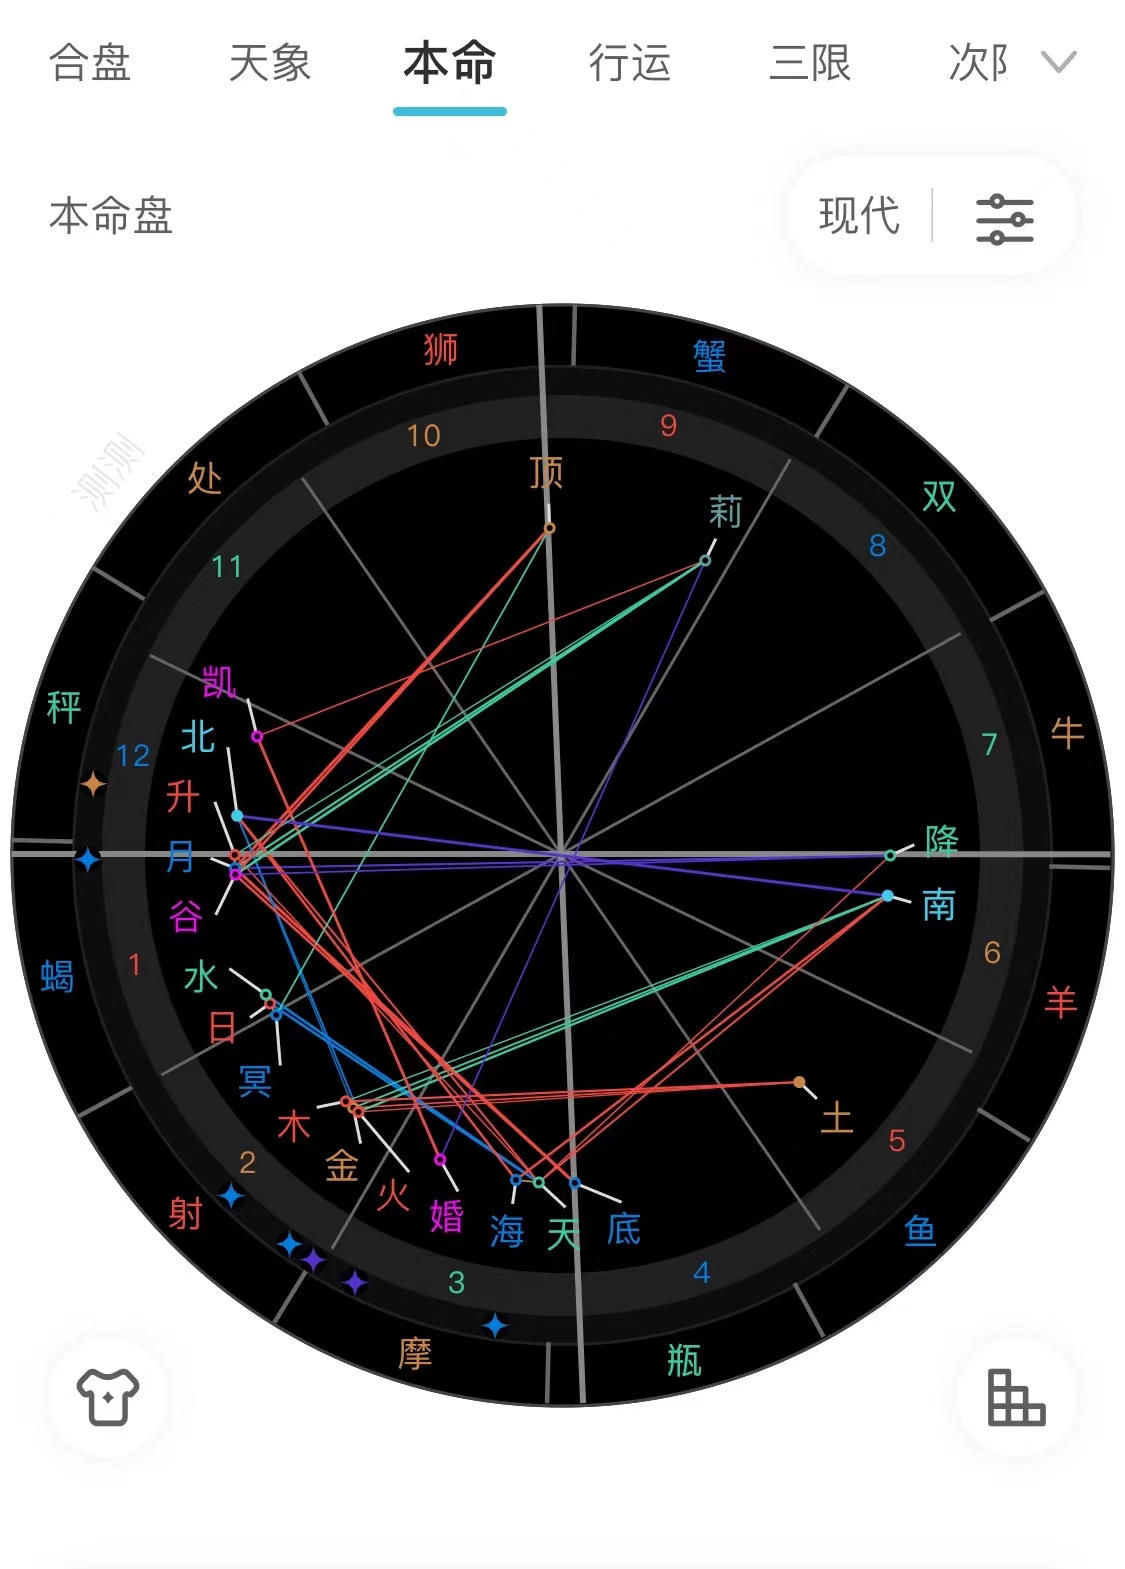 合盘 天象 本命 行运 三限 次限
本命盘 现代
狮 蟹
10 9
顶
处 莉 双
测测
11 8
凯
秤 北 12 7 牛
升
月 降
谷 南
蝎 1 水 6 羊
日
冥
木 土
金 2 5
射 火 婚 海 天 底 鱼
3 4
摩 瓶